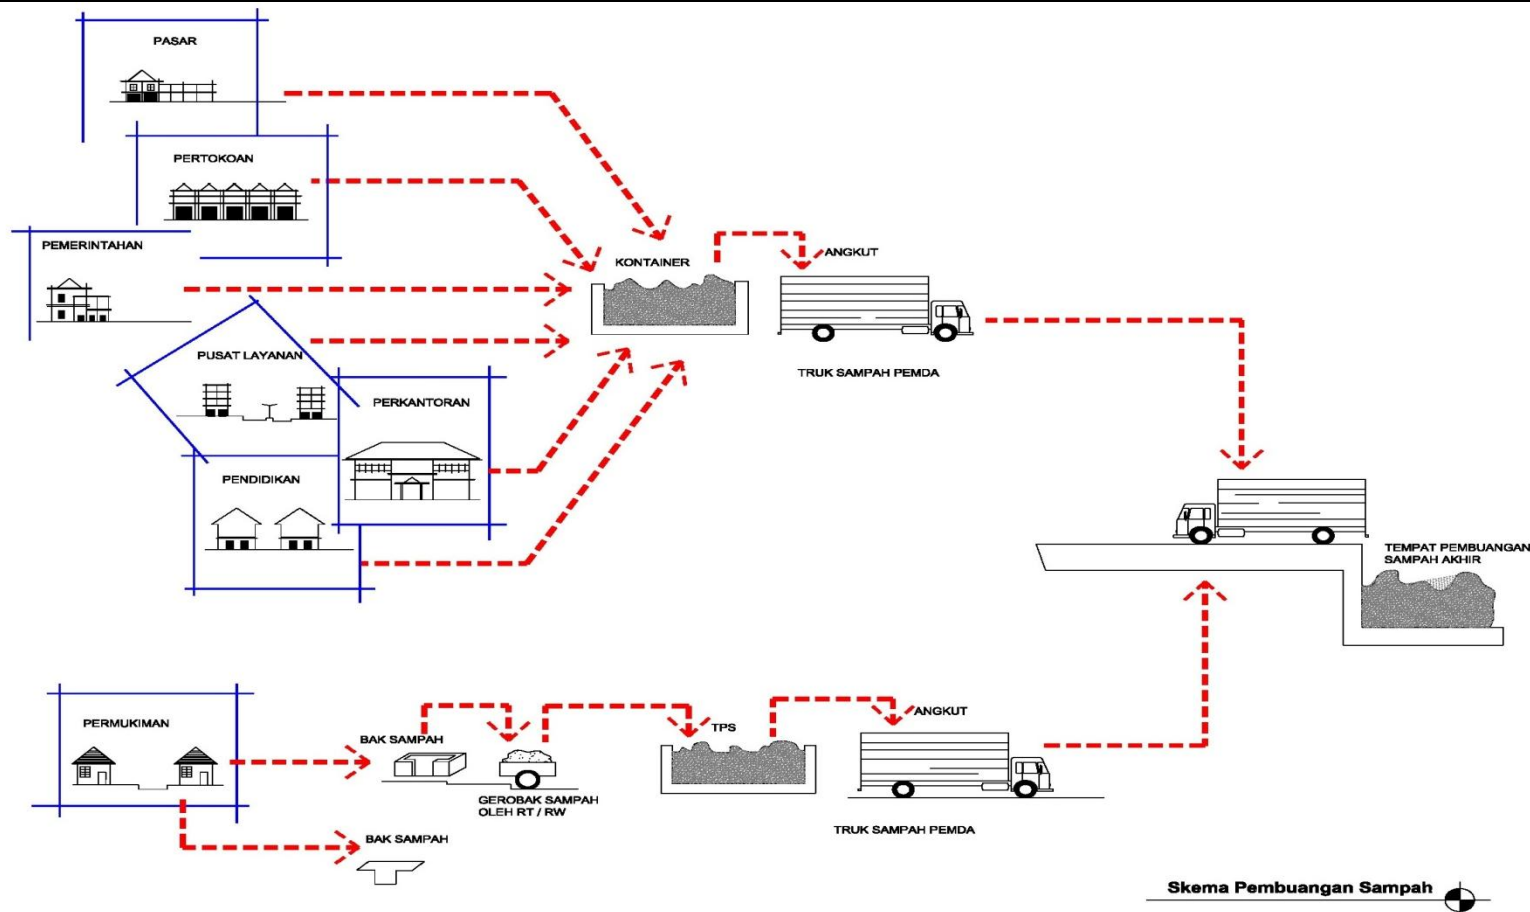 PASAR
PERTOKOAN
PEMERINTAHAN
PUSAT LAYANAN
PERKANTORAN
PENDIDIKAN
KONTAINER
ANGKUT
TRUK SAMPAH PEMDA
TEMPAT PEMBUANGAN
SAMPAH AKHIR
PERMUKIMAN
BAK SAMPAH
GEROBAK SAMPAH
OLEH RT / RW
TPS
ANGKUT
TRUK SAMPAH PEMDA
BAK SAMPAH
Skema Pembuangan Sampah